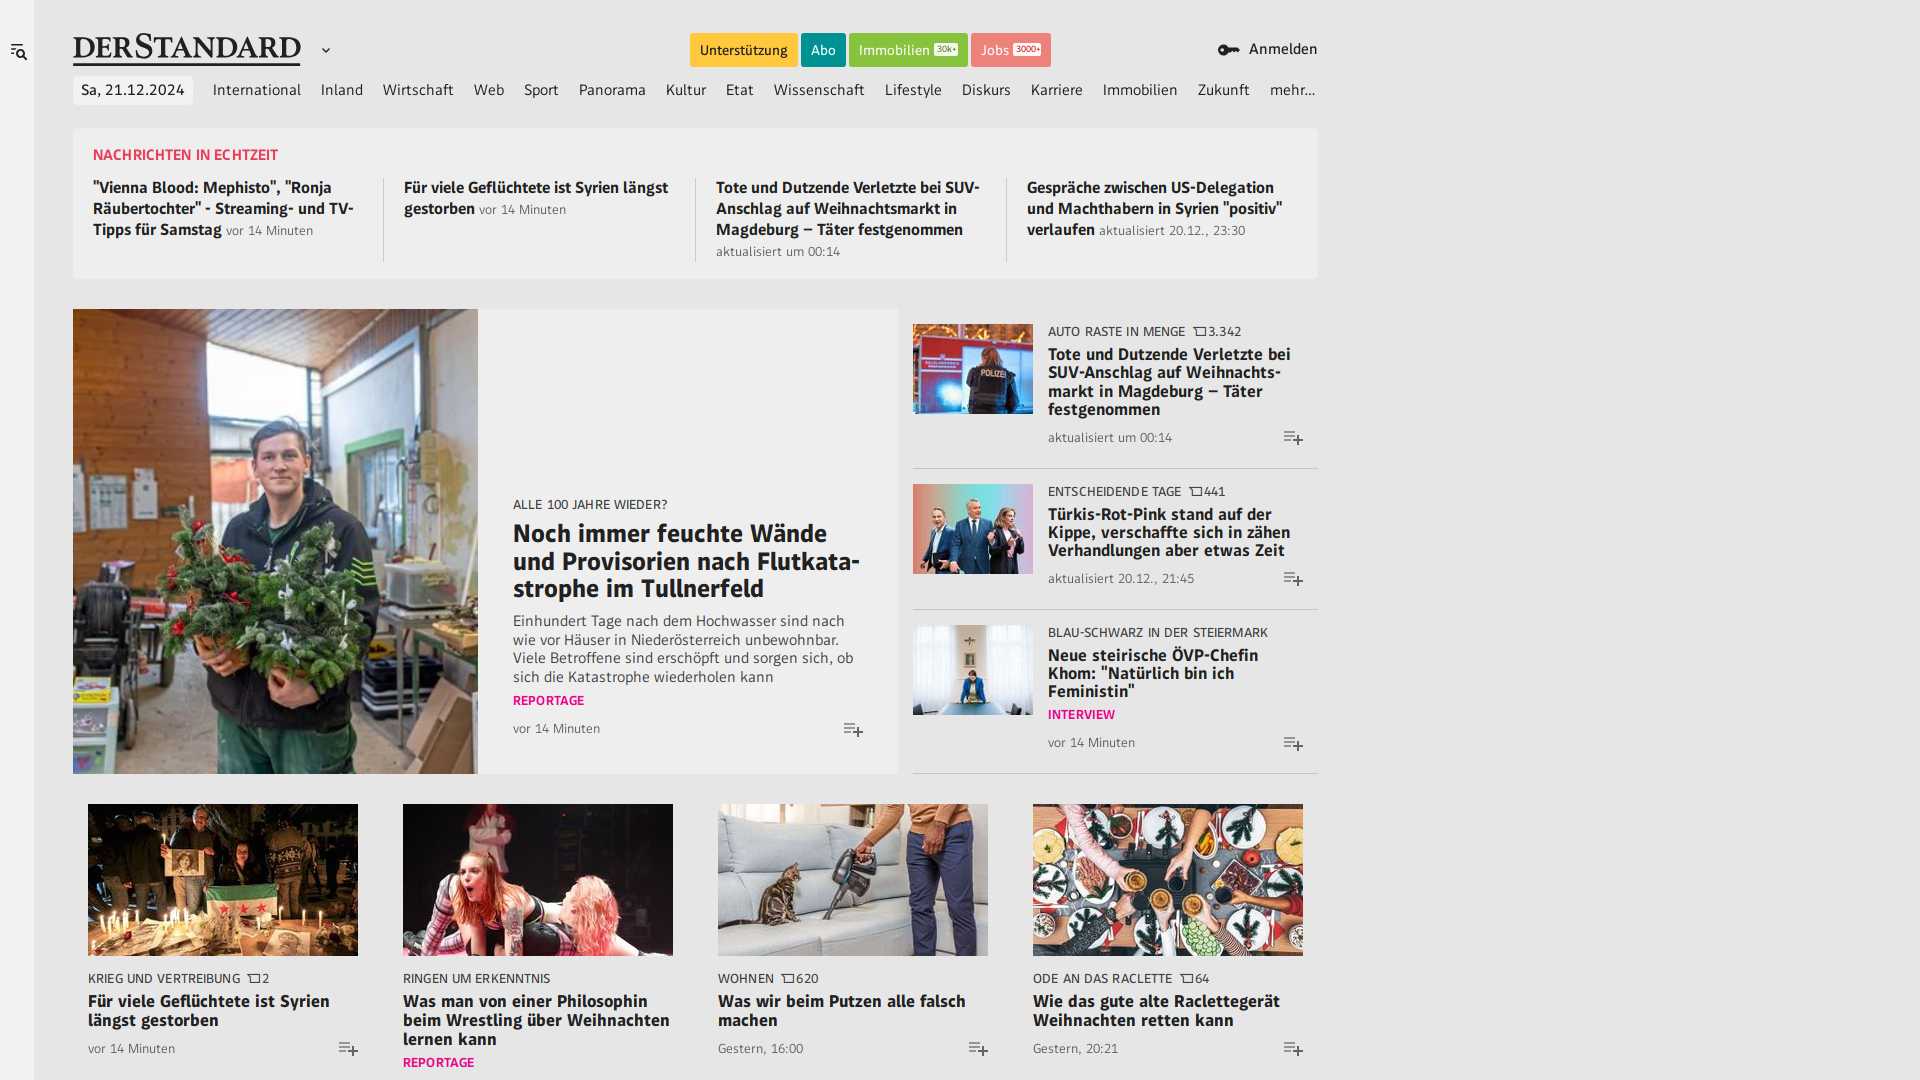 DERSTANDARD
Unterstützung
Abo
Immobilien 30k+
Jobs 3000+
Anmelden
Sa, 21.12.2024
International
Inland
Wirtschaft
Web
Sport
Panorama
Kultur
Etat
Wissenschaft
Lifestyle
Diskurs
Karriere
Immobilien
Zukunft
mehr...
NACHRICHTEN IN ECHTZEIT
"Vienna Blood: Mephisto", "Ronja
Räubertochter" - Streaming- und TV-
Tipps für Samstag vor 14 Minuten
Für viele Geflüchtete ist Syrien längst
gestorben vor 14 Minuten
Tote und Dutzende Verletzte bei SUV-
Anschlag auf Weihnachtsmarkt in
Magdeburg – Täter festgenommen
aktualisiert um 00:14
Gespräche zwischen US-Delegation
und Machthabern in Syrien "positiv"
verlaufen aktualisiert 20.12., 23:30
ALLE 100 JAHRE WIEDER?
Noch immer feuchte Wände
und Provisorien nach Flutkata-
strophe im Tullnerfeld
Einhundert Tage nach dem Hochwasser sind nach
wie vor Häuser in Niederösterreich unbewohnbar.
Viele Betroffene sind erschöpft und sorgen sich, ob
sich die Katastrophe wiederholen kann
REPORTAGE
vor 14 Minuten
POLIZEI
AUTO RASTE IN MENGE 3.342
Tote und Dutzende Verletzte bei
SUV-Anschlag auf Weihnachts-
markt in Magdeburg – Täter
festgenommen
aktualisiert um 00:14
ENTSCHEIDENDE TAGE 441
Türkis-Rot-Pink stand auf der
Kippe, verschaffte sich in zähen
Verhandlungen aber etwas Zeit
aktualisiert 20.12., 21:45
BLAU-SCHWARZ IN DER STEIERMARK
Neue steirische ÖVP-Chefin
Khom: "Natürlich bin ich
Feministin"
INTERVIEW
vor 14 Minuten
KRIEG UND VERTREIBUNG 2
Für viele Geflüchtete ist Syrien
längst gestorben
vor 14 Minuten
RINGEN UM ERKENNTNIS
Was man von einer Philosophin
beim Wrestling über Weihnachten
lernen kann
REPORTAGE
WOHNEN 620
Was wir beim Putzen alle falsch
machen
Gestern, 16:00
ODE AN DAS RACLETTE 64
Wie das gute alte Raclettegerät
Weihnachten retten kann
Gestern, 20:21